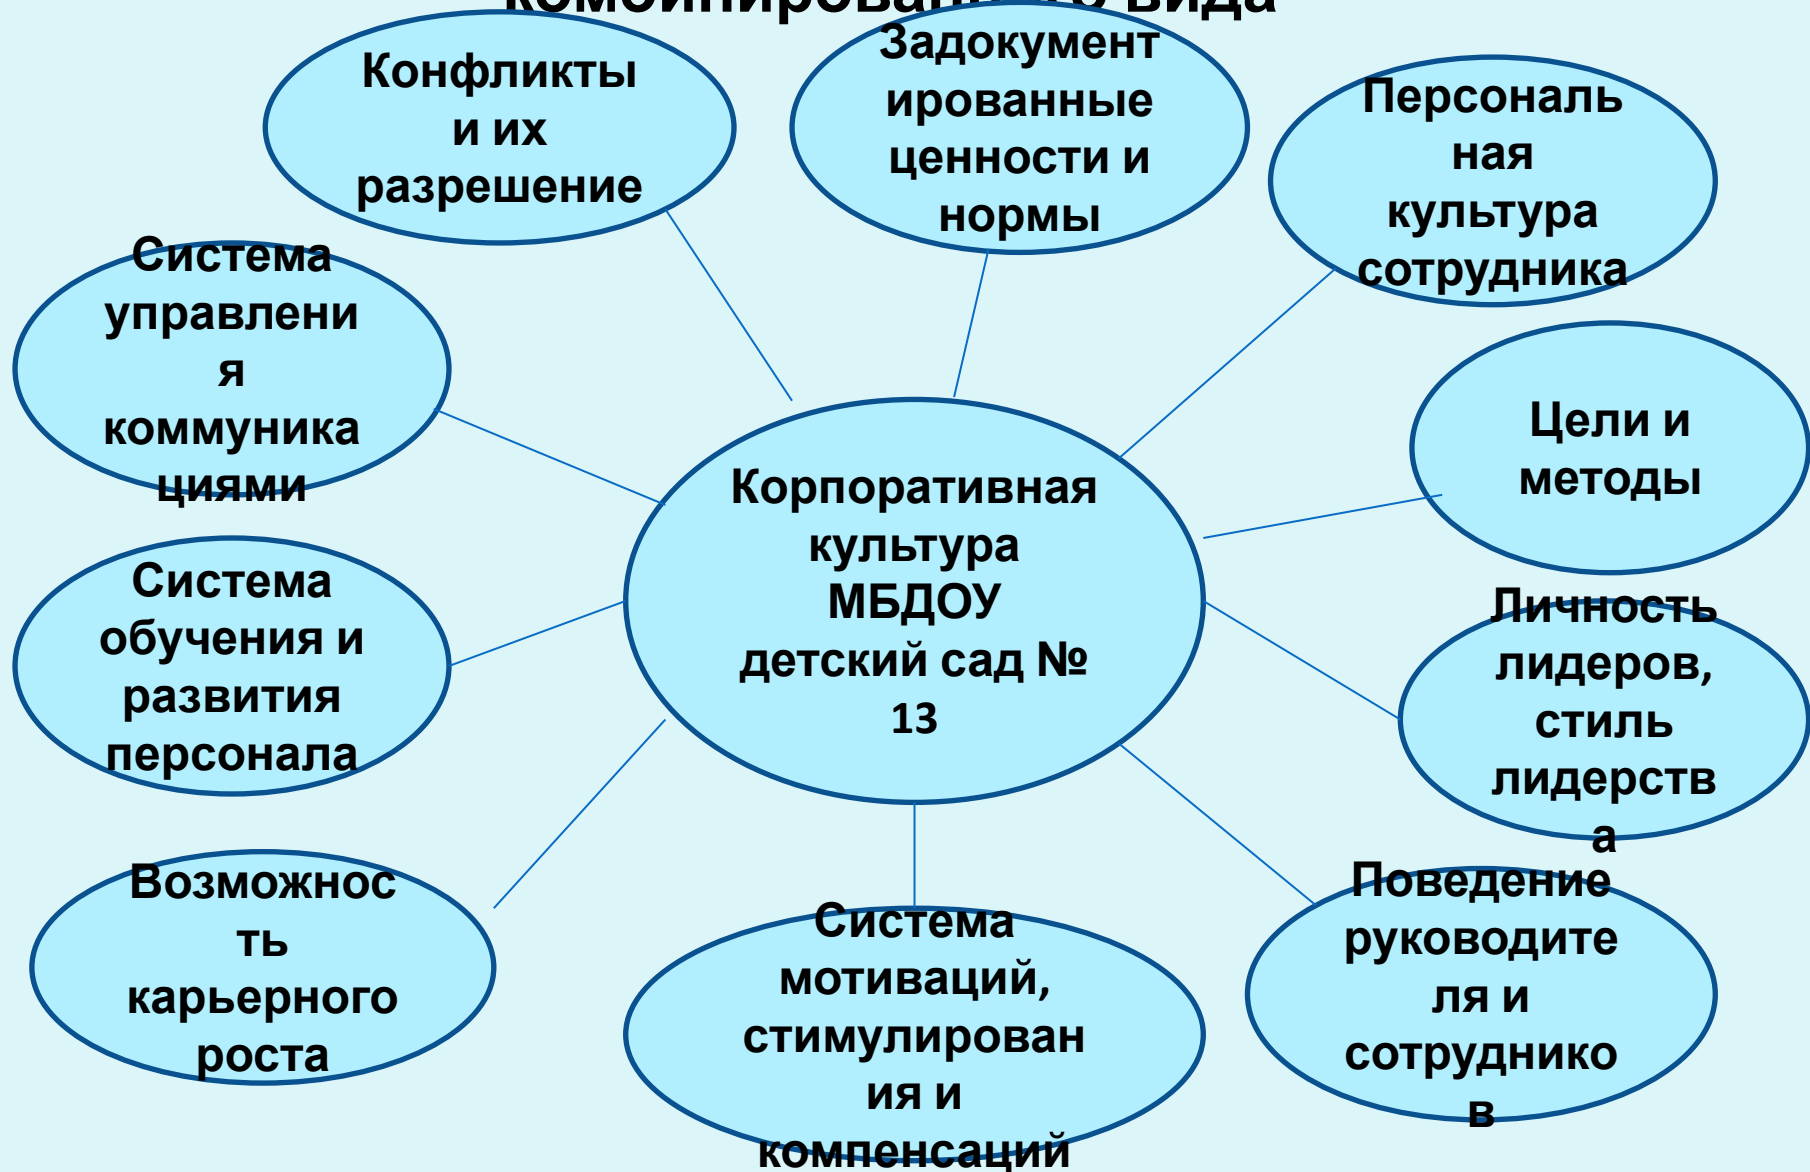 комбинированного вида
Конфликты
и их
разрешение
Задокумент
ированные
ценности и
нормы
Персональ
ная
культура
сотрудника
Система
управлени
я
коммуника
циями
Цели и
методы
Корпоративная
культура
МБДОУ
детский сад №
13
Система
обучения и
развития
персонала
Личность
лидеров,
стиль
лидерств
а
Возможнос
ть
карьерного
роста
Система
мотиваций,
стимулирован
ия и
компенсаций
Поведение
руководите
ля и
сотруднико
в